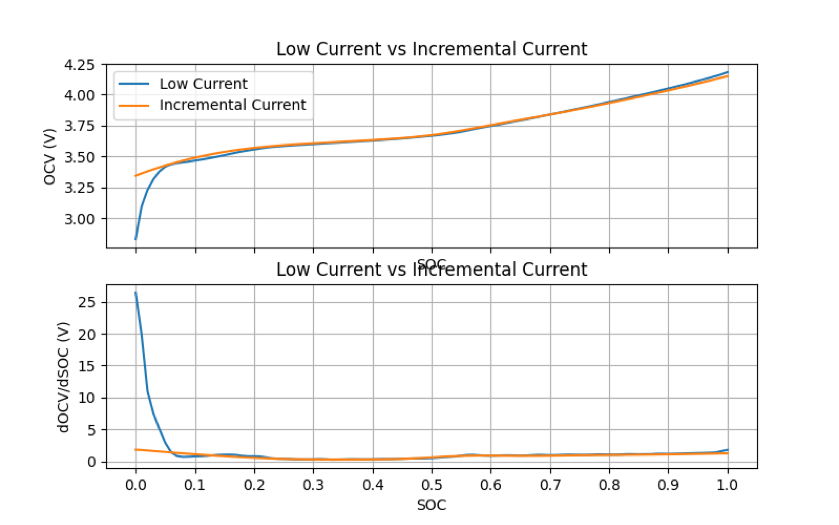 Low Current vs Incremental Current
4.25
4.00
3.75
3.50
3.25
3.00
OCV (V)
Low Current
Incremental Current
SOC
Low Current vs Incremental Current
25
20
15
10
5
0
dOCV/dSOC (V)
0.0 0.1 0.2 0.3 0.4 0.5 0.6 0.7 0.8 0.9 1.0
SOC